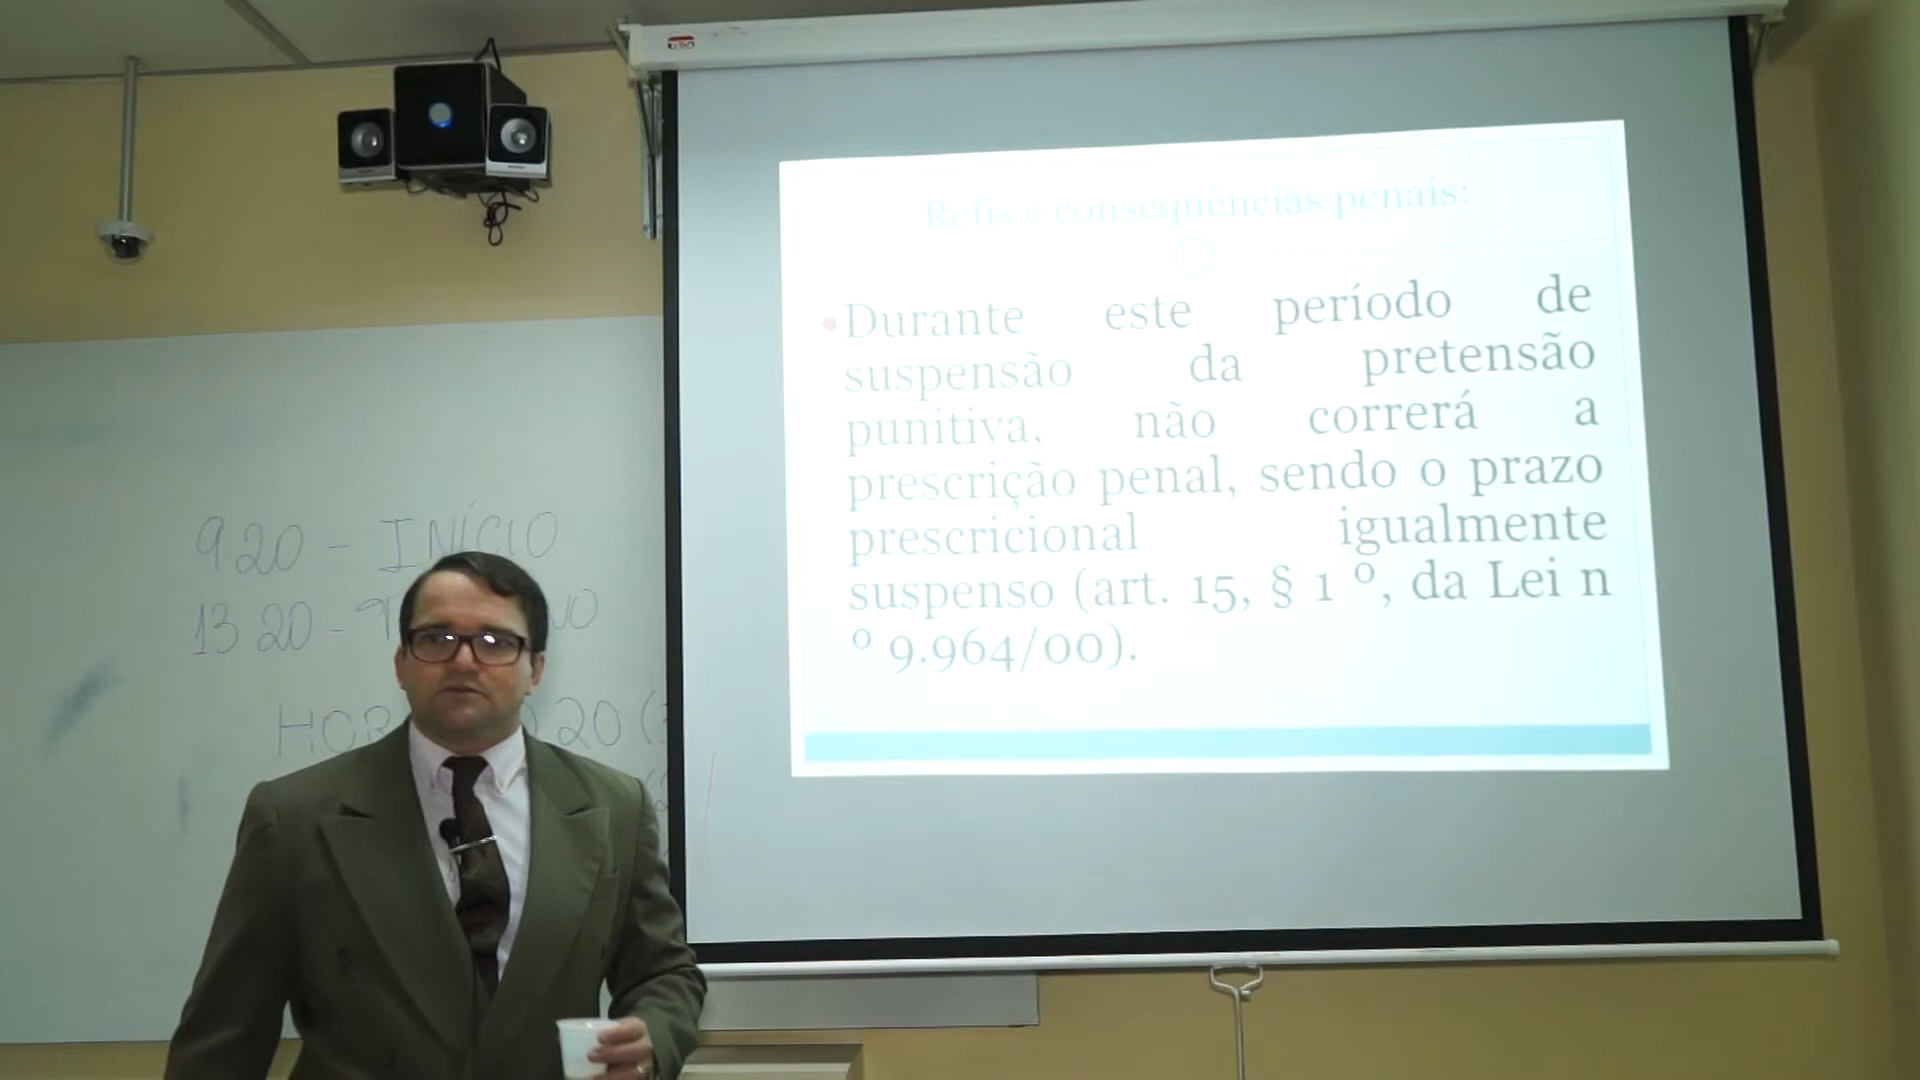 Refis e consequências penais:
•Durante este período de
suspensão da pretensão
punitiva, não correrá a
prescrição penal, sendo o prazo
prescricional igualmente
suspenso (art. 15, § 1 º, da Lei n
º 9.964/00).
9 20 - INÍCIO
13 20 -
20 (